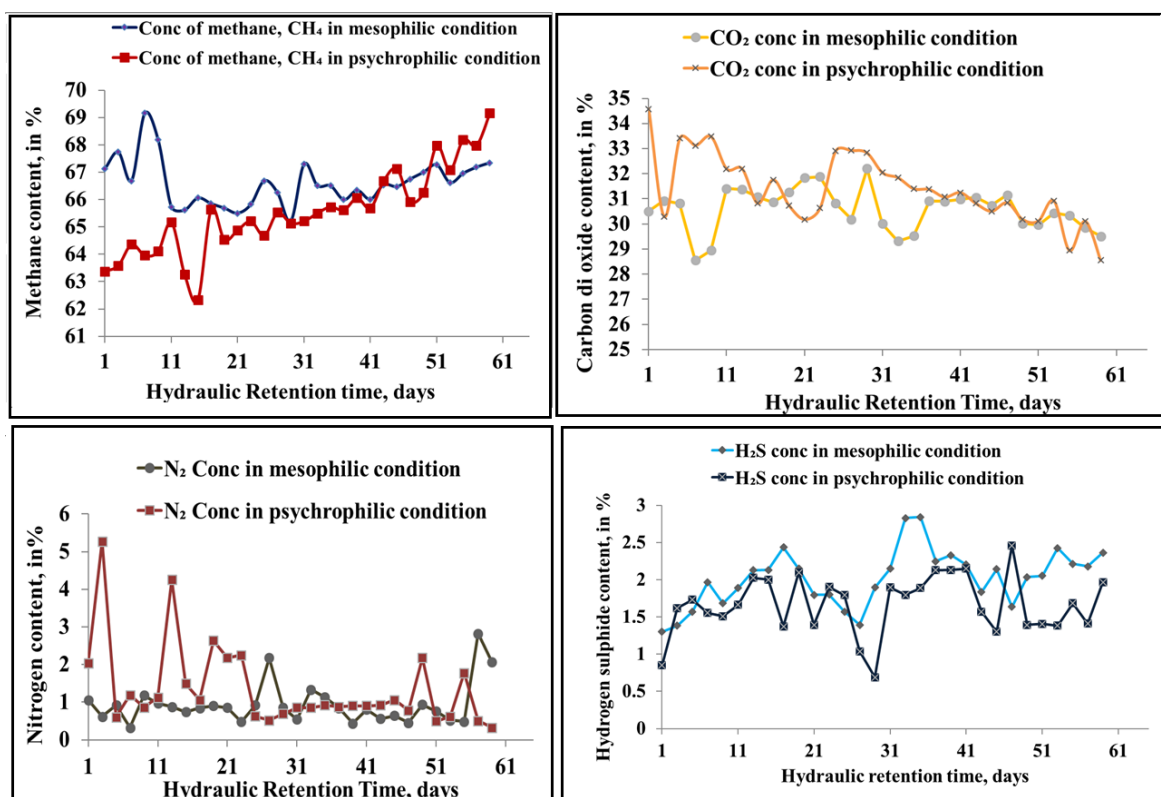 Conc of methane, CH₄ in mesophilic condition
Conc of methane, CH₄ in psychrophilic condition
Methane content, in %
70
69
68
67
66
65
64
63
62
61
1 11 21 31 41 51 61
Hydraulic Retention time, days
CO₂ conc in mesophilic condition
CO₂ conc in psychrophilic condition
Carbon di oxide content, in %
35
34
33
32
31
30
29
28
27
26
25
1 11 21 31 41 51 61
Hydraulic Retention Time, days
N₂ Conc in mesophilic condition
N₂ Conc in psychrophilic condition
Nitrogen content, in%
6
5
4
3
2
1
0
1 11 21 31 41 51 61
Hydraulic Retention Time, days
H₂S conc in mesophilic condition
H₂S conc in psychrophilic condition
Hydrogen sulphide content, in %
3
2.5
2
1.5
1
0.5
0
1 11 21 31 41 51 61
Hydraulic retention time, days